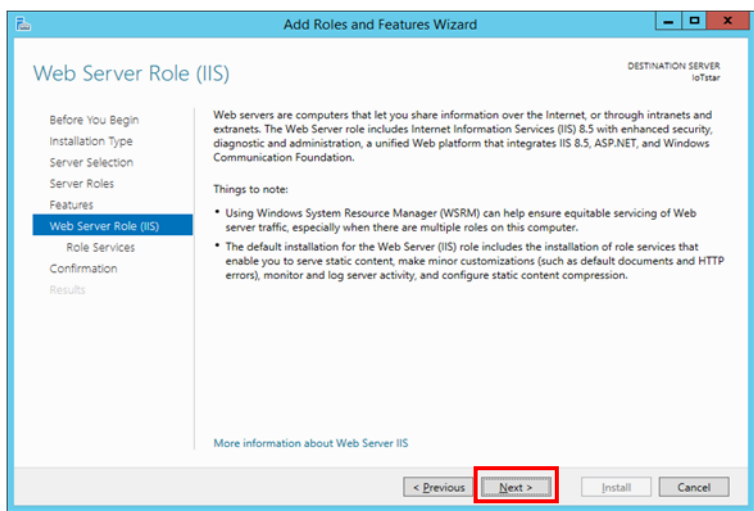 Add Roles and Features Wizard
Web Server Role (IIS)
DESTINATION SERVER
IoTstar
Before You Begin
Installation Type
Server Selection
Server Roles
Features
Web Server Role (IIS)
Role Services
Confirmation
Results
Web servers are computers that let you share information over the Internet, or through intranets and
extranets. The Web Server role includes Internet Information Services (IIS) 8.5 with enhanced security,
diagnostic and administration, a unified Web platform that integrates IIS 8.5, ASP.NET, and Windows
Communication Foundation.
Things to note:
• Using Windows System Resource Manager (WSRM) can help ensure equitable servicing of Web
server traffic, especially when there are multiple roles on this computer.
• The default installation for the Web Server (IIS) role includes the installation of role services that
enable you to serve static content, make minor customizations (such as default documents and HTTP
errors), monitor and log server activity, and configure static content compression.
More information about Web Server IIS
< Previous
Next >
Install
Cancel